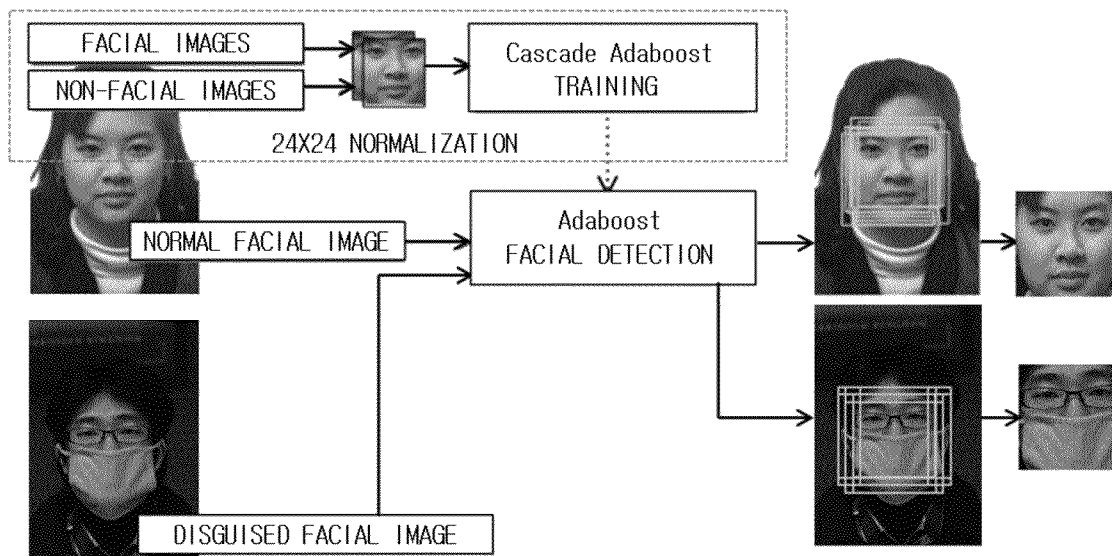 FACIAL IMAGES
NON-FACIAL IMAGES
Cascade Adaboost
TRAINING
24X24 NORMALIZATION
NORMAL FACIAL IMAGE
Adaboost
FACIAL DETECTION
DISGUISED FACIAL IMAGE